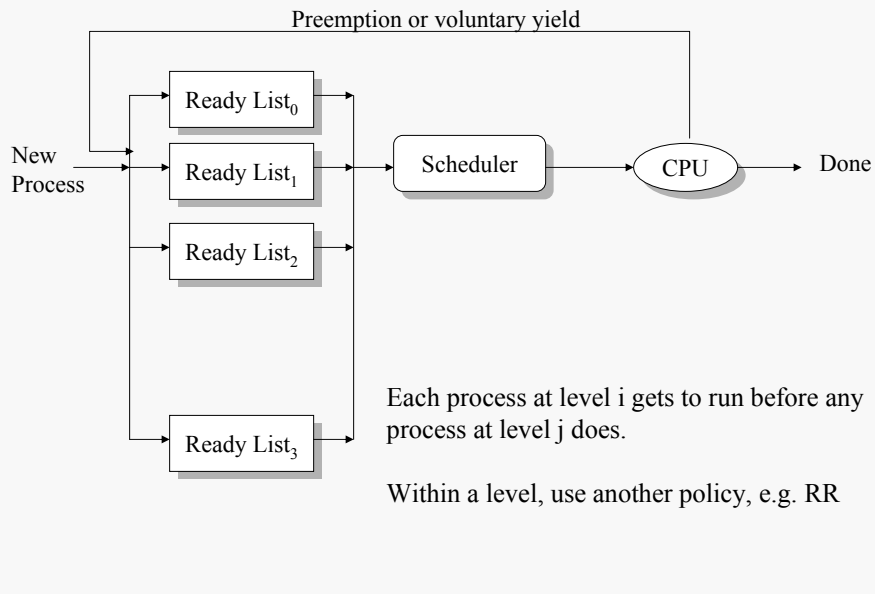 Preemption or voluntary yield
Ready List₀
New
Process
Ready List₁
Scheduler
CPU
Done
Ready List₂
Ready List₃
Each process at level i gets to run before any
process at level j does.
Within a level, use another policy, e.g. RR